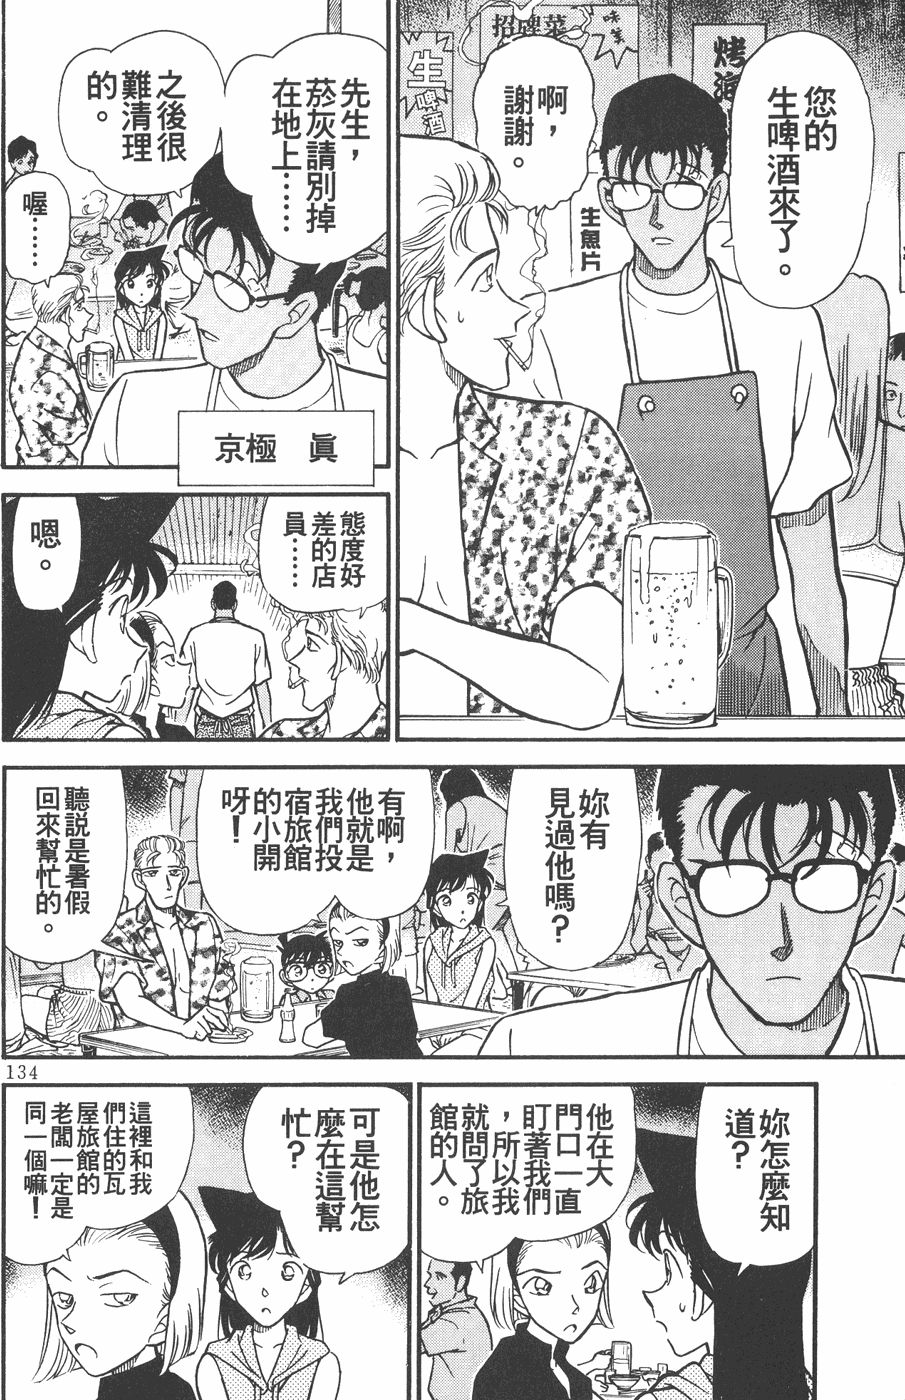 您的
生啤酒來了。
啊，
謝謝。
招牌菜
生啤酒
生魚片
先生，
菸灰請別掉
在地上……
之後很
難清理
的。
喔……
京極 眞
態度好
差的店
員……
嗯。
妳有
見過他嗎？
有啊，
他就是
我們投
宿旅館
的小開
呀！
聽說是暑假
回來幫忙的。
134
妳怎麼知
道？
他在大
門口一直
盯著我們
，所以我
就問了旅
館的人。
可是他怎
麼在這幫
忙？
這裡和我
們住的瓦
屋旅館的
老闆一定是
同一個嘛！